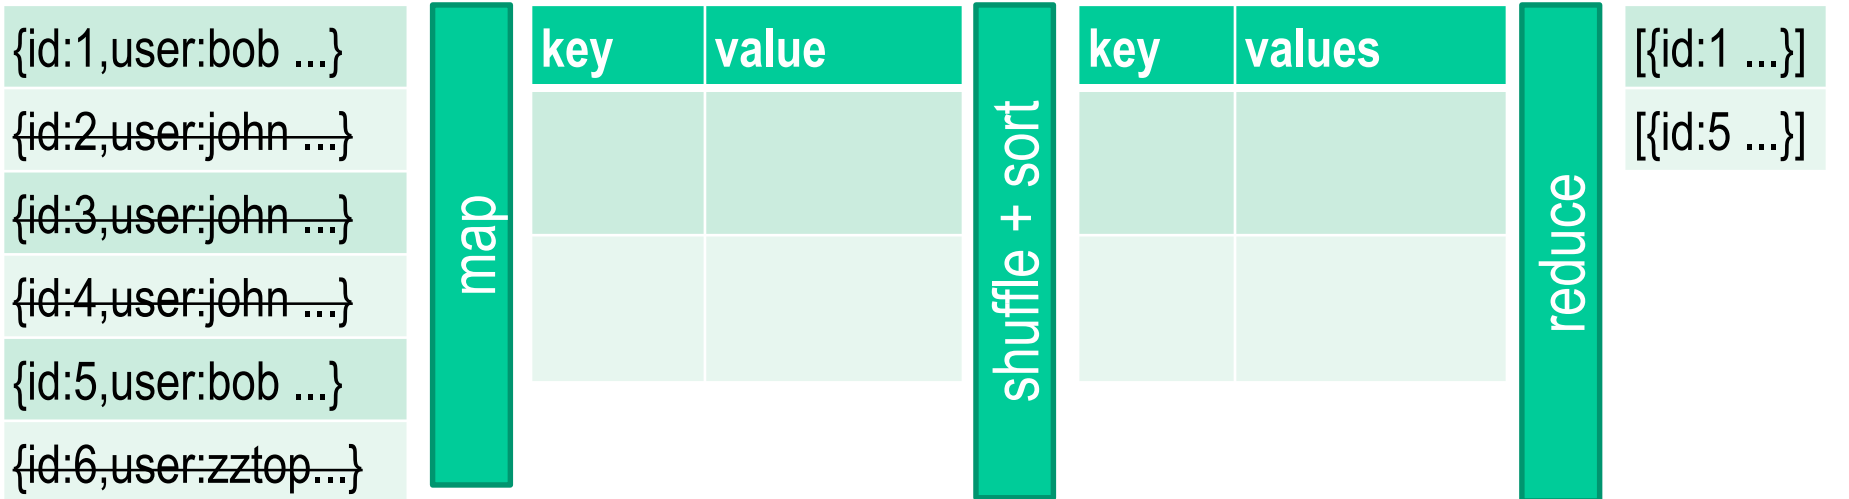 {id:1,user:bob ...}
{id:2,user:john ...}
{id:3,user:john ...}
{id:4,user:john ...}
{id:5,user:bob ...}
{id:6,user:zztop...}
map
key value
shuffle + sort
key values
reduce
[{id:1 ...}]
[{id:5 ...}]